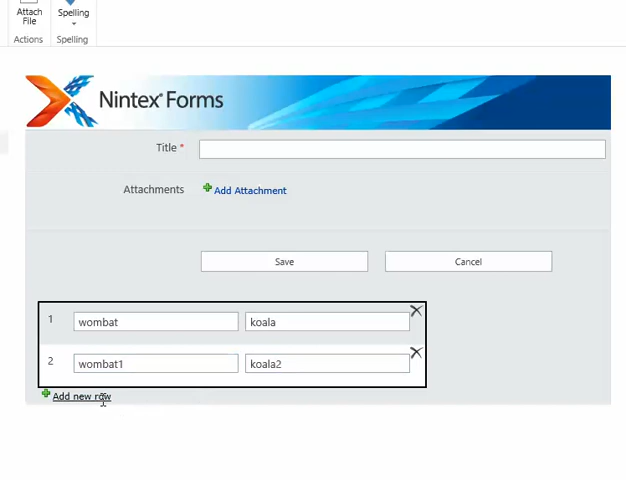 Attach
File
Spelling
Actions
Spelling
Nintex® Forms
Title *
Attachments
Add Attachment
Save
Cancel
1
wombat
koala
2
wombat1
koala2
Add new row